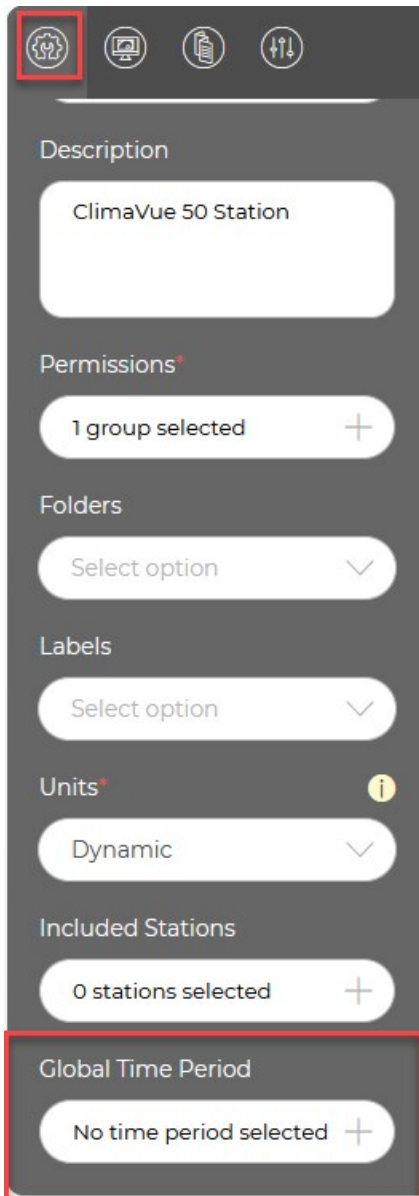 Description
ClimaVue 50 Station
Permissions*
1 group selected
Folders
Select option
Labels
Select option
Units*
i
Dynamic
Included Stations
0 stations selected
Global Time Period
No time period selected